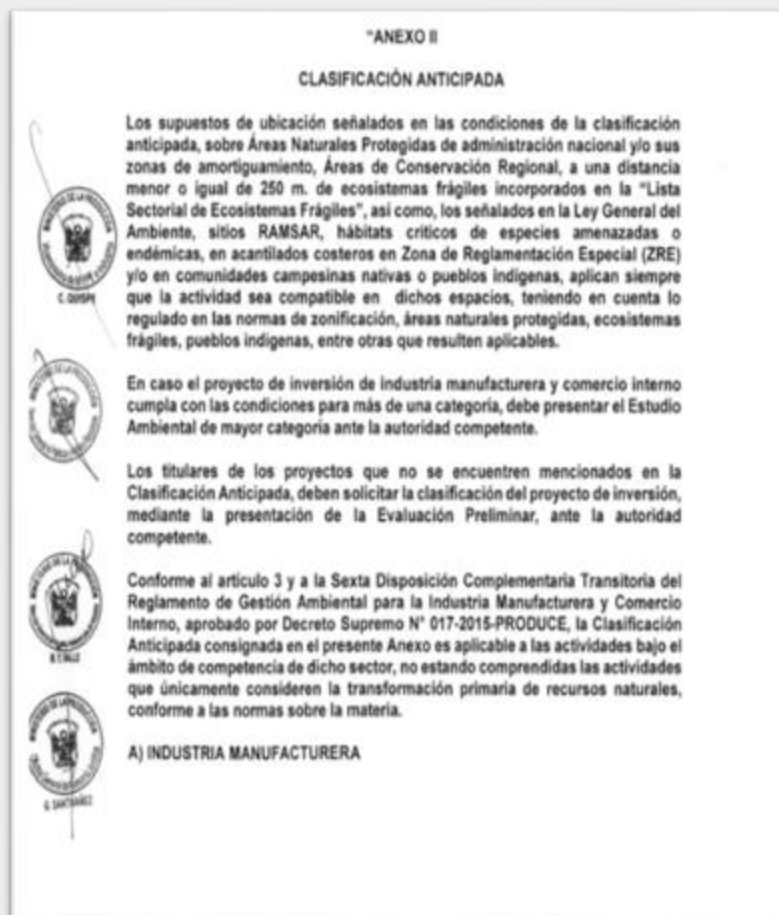 "ANEXO II
CLASIFICACIÓN ANTICIPADA
Los supuestos de ubicación señalados en las condiciones de la clasificación
anticipada, sobre Áreas Naturales Protegidas de administración nacional y/o sus
zonas de amortiguamiento, Áreas de Conservación Regional, a una distancia
menor o igual de 250 m. de ecosistemas frágiles incorporados en la "Lista
Sectorial de Ecosistemas Frágiles", así como, los señalados en la Ley General del
Ambiente, sitios RAMSAR, hábitats críticos de especies amenazadas o
endémicas, en acantilados costeros en Zona de Reglamentación Especial (ZRE)
y/o en comunidades campesinas nativas o pueblos indígenas, aplican siempre
que la actividad sea compatible en dichos espacios, teniendo en cuenta lo
regulado en las normas de zonificación, áreas naturales protegidas, ecosistemas
frágiles, pueblos indígenas, entre otras que resulten aplicables.
C. QUISPE
En caso el proyecto de inversión de industria manufacturera y comercio interno
cumpla con las condiciones para más de una categoría, debe presentar el Estudio
Ambiental de mayor categoría ante la autoridad competente.
Los titulares de los proyectos que no se encuentren mencionados en la
Clasificación Anticipada, deben solicitar la clasificación del proyecto de inversión,
mediante la presentación de la Evaluación Preliminar, ante la autoridad
competente.
Conforme al artículo 3 y a la Sexta Disposición Complementaria Transitoria del
Reglamento de Gestión Ambiental para la Industria Manufacturera y Comercio
Interno, aprobado por Decreto Supremo N° 017-2015-PRODUCE, la Clasificación
Anticipada consignada en el presente Anexo es aplicable a las actividades bajo el
ámbito de competencia de dicho sector, no estando comprendidas las actividades
que únicamente consideren la transformación primaria de recursos naturales,
conforme a las normas sobre la materia.
A) INDUSTRIA MANUFACTURERA